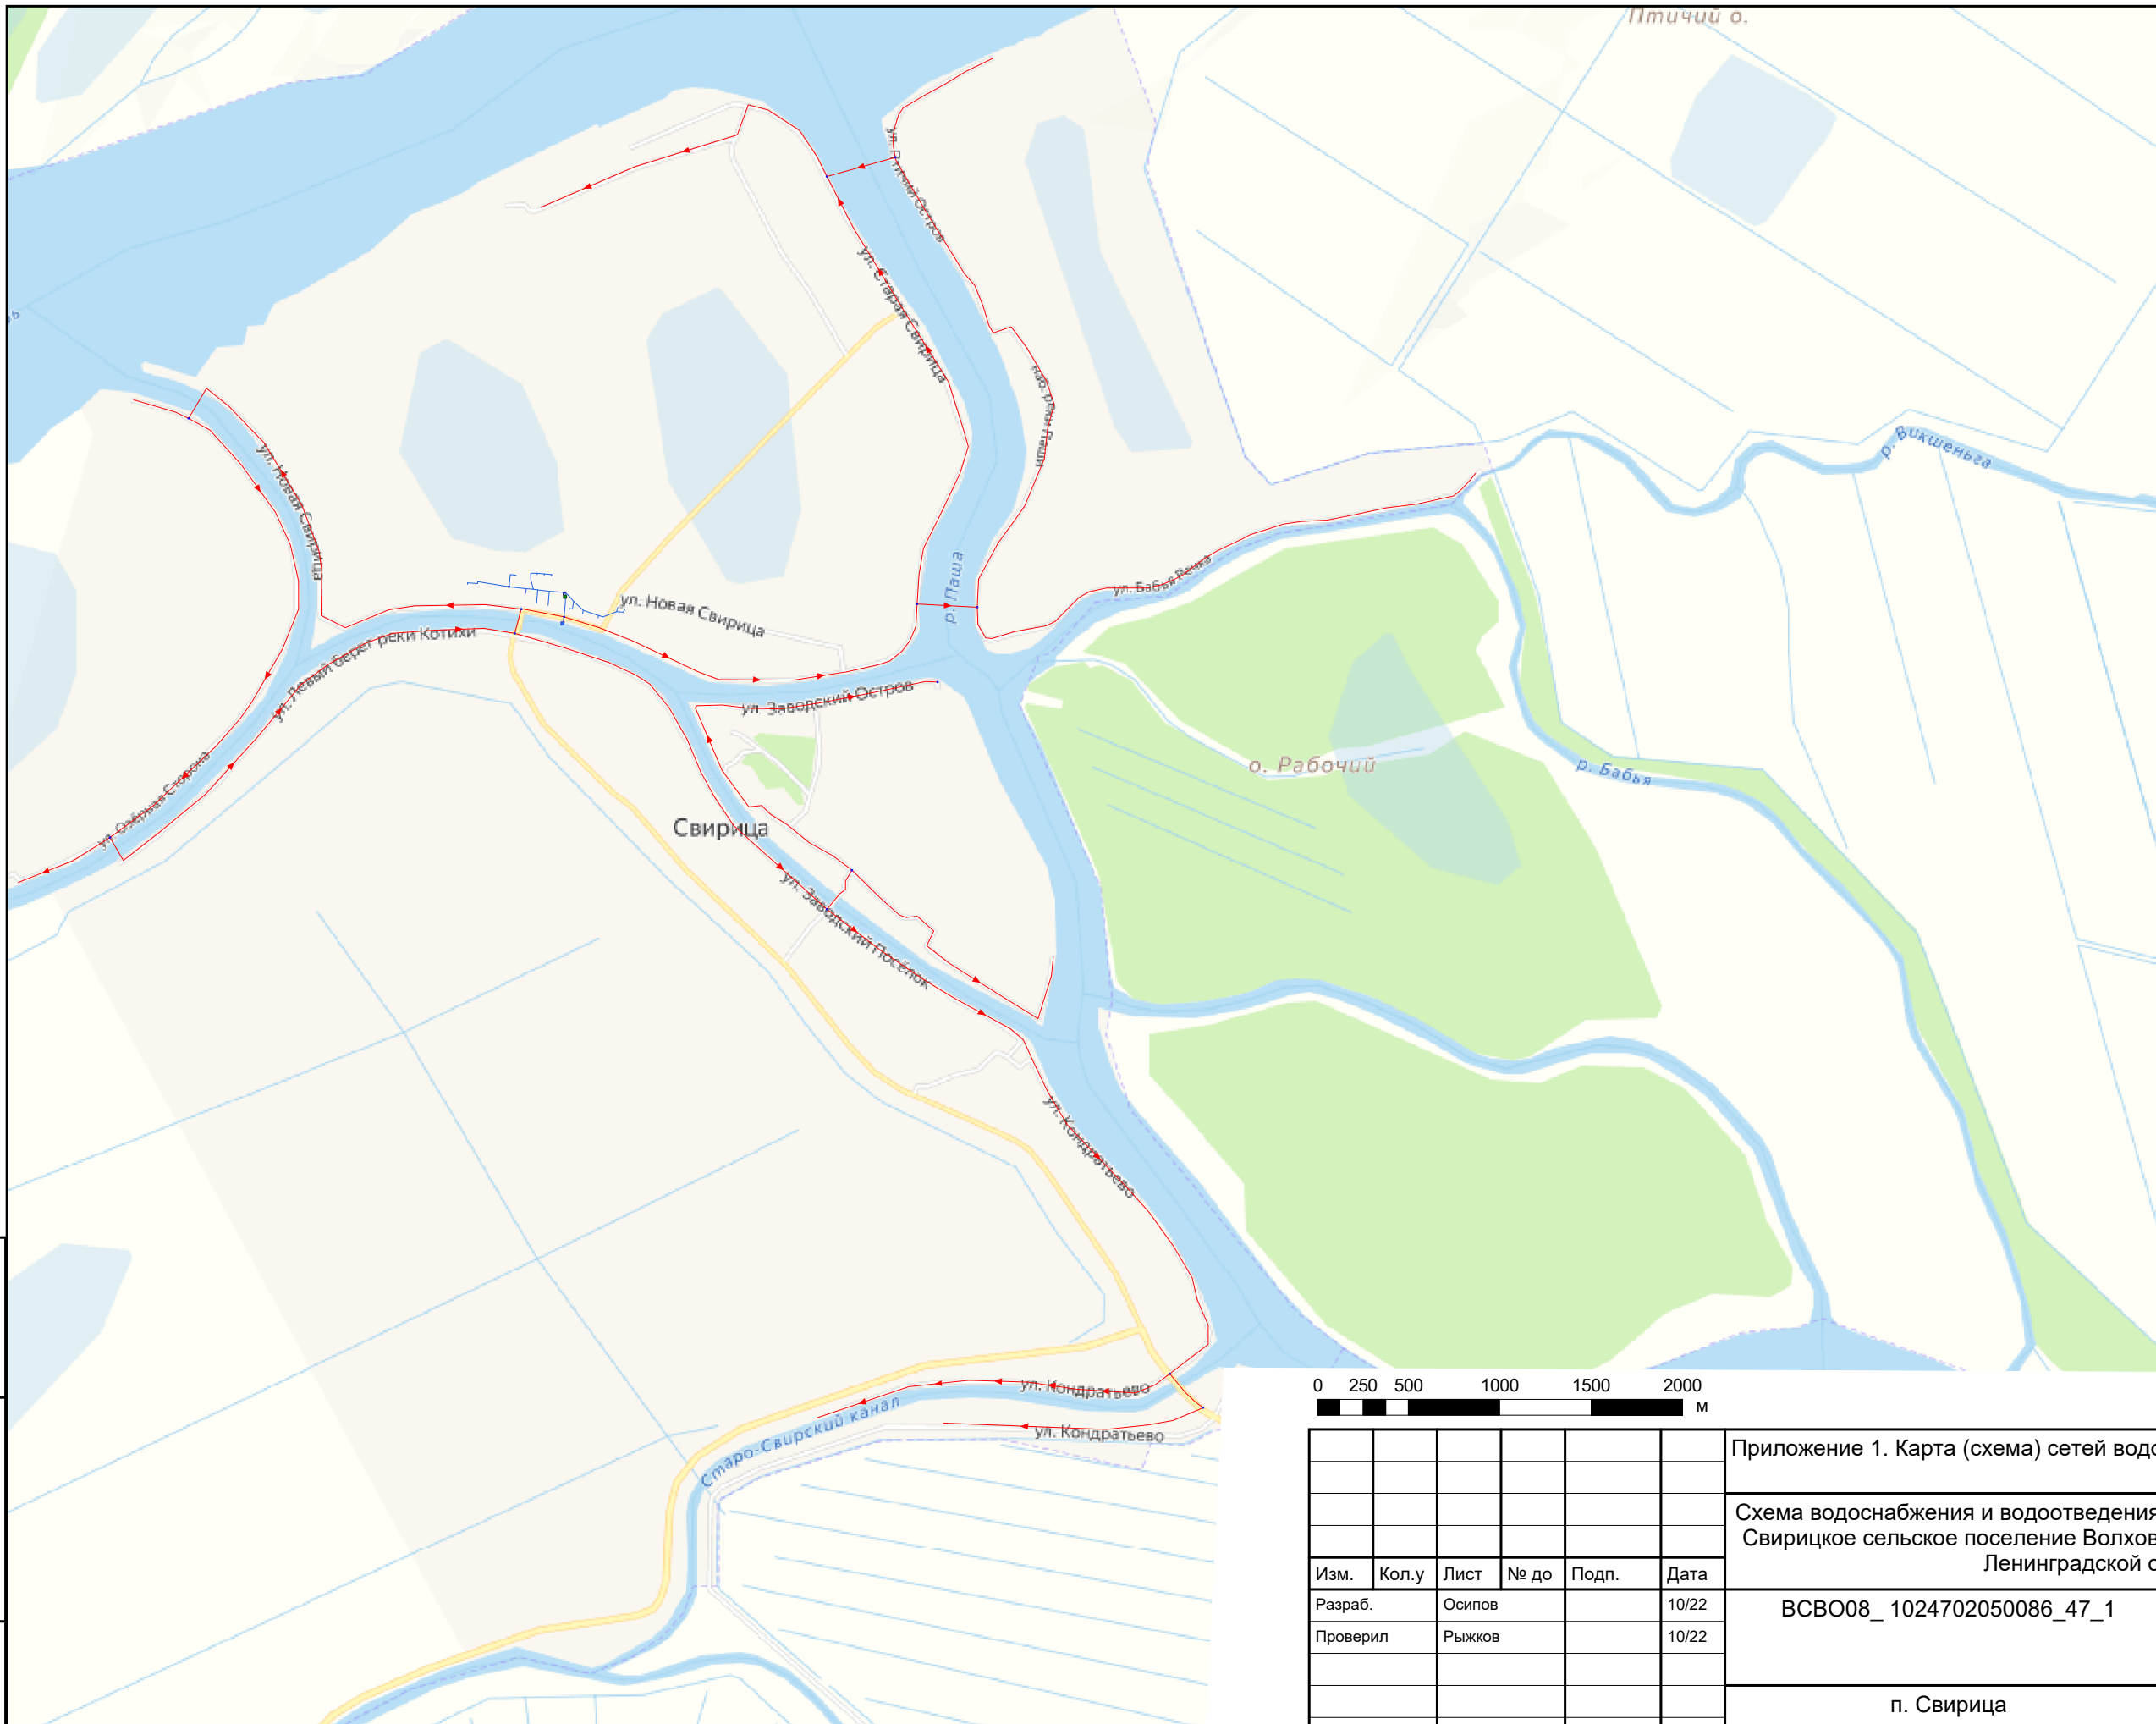 Птичий о.
ул. Птичий Остров
ул. Старая Свирица
наб. реки Паши
р. Викшеньга
ул. Новая Свирица
р. Паша
ул. Бабья Речка
ул. Новая Свирица
ул. Левый берег реки Котихи
ул. Заводский Остров
о. Рабочий
р. Бабья
ул. Озёрная Сторона
Свирица
ул. Заводский Посёлок
ул. Кондратьево
ул. Кондратьево
Старо-Свирский канал
ул. Кондратьево
0 250 500 1000 1500 2000
м
Приложение 1. Карта (схема) сетей водо
Схема водоснабжения и водоотведения
Свирицкое сельское поселение Волхов
Ленинградской о
Изм. Кол.у Лист № до Подп. Дата
Разраб. Осипов 10/22
ВСВО08_ 1024702050086_47_1
Проверил Рыжков 10/22
п. Свирица